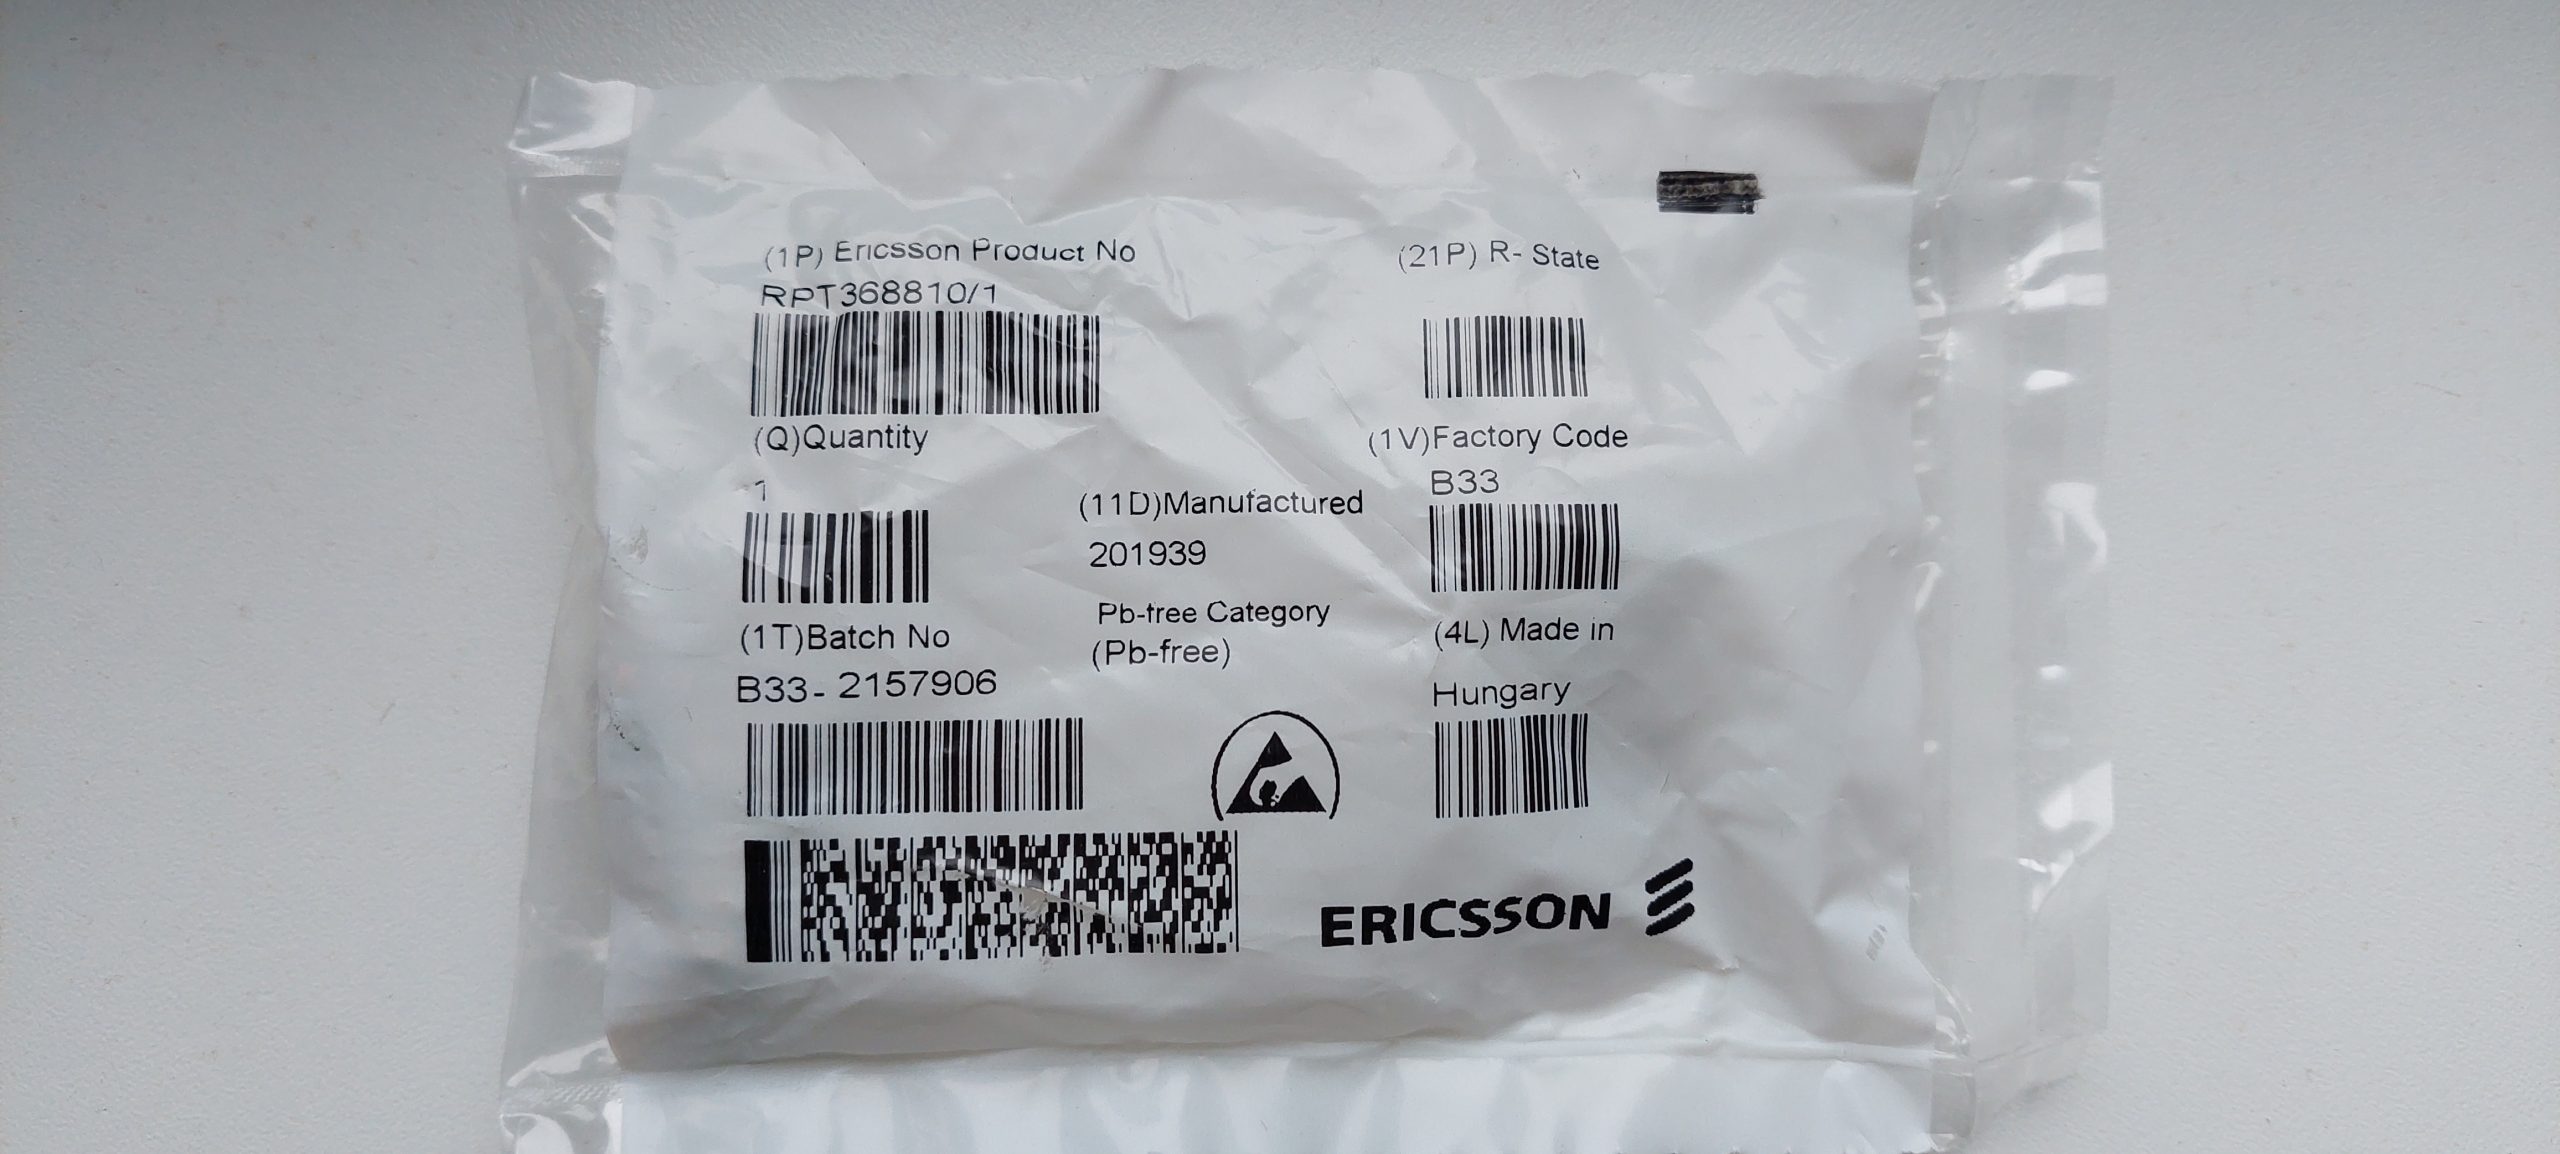 (1P) Ericsson Product No
RPT368810/1
(21P) R- State
(Q)Quantity
1
(1V)Factory Code
B33
(11D)Manufactured
201939
Pb-free Category
(Pb-free)
(1T)Batch No
B33- 2157906
(4L) Made in
Hungary
ERICSSON